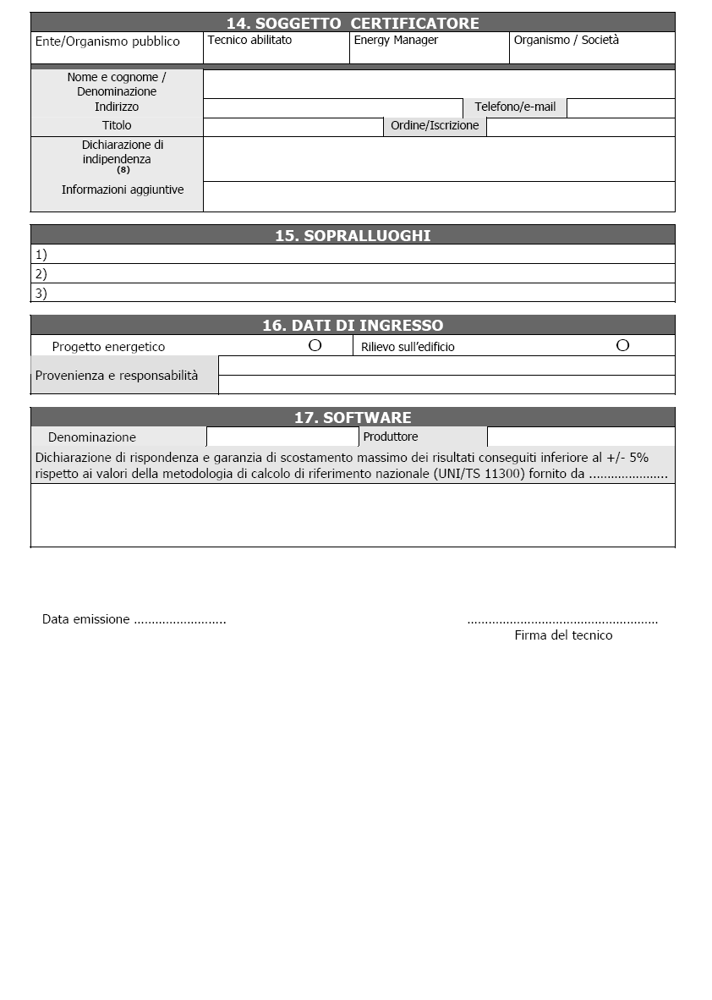 14. SOGGETTO CERTIFICATORE
Ente/Organismo pubblico Tecnico abilitato Energy Manager Organismo / Società
Nome e cognome /
Denominazione
Indirizzo Telefono/e-mail
Titolo Ordine/Iscrizione
Dichiarazione di
indipendenza
(8)
Informazioni aggiuntive
15. SOPRALLUOGHI
1)
2)
3)
16. DATI DI INGRESSO
Progetto energetico O Rilievo sull'edificio O
Provenienza e responsabilità
17. SOFTWARE
Denominazione Produttore
Dichiarazione di rispondenza e garanzia di scostamento massimo dei risultati conseguiti inferiore al +/- 5%
rispetto ai valori della metodologia di calcolo di riferimento nazionale (UNI/TS 11300) fornito da ......................
Data emissione .......................... ......................................................
Firma del tecnico